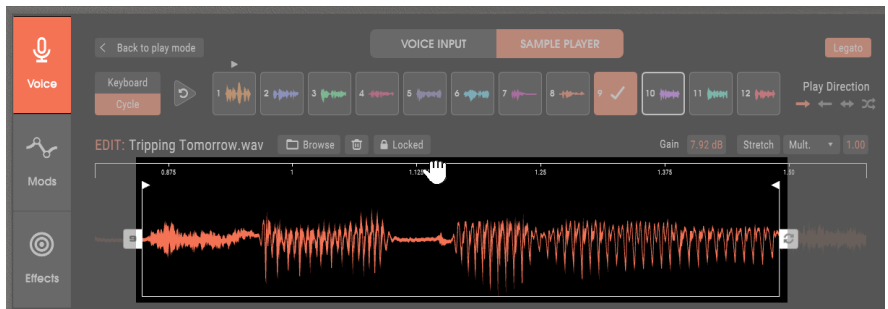 VOICE INPUT
SAMPLE PLAYER
Back to play mode
Legato
Voice
Keyboard
Cycle
1
2
3
4
5
6
7
8
9
10
11
12
Play Direction
EDIT: Tripping Tomorrow.wav
Browse
Locked
Gain
7.92 dB
Stretch
Mult.
1.00
Mods
0.875
1
1.25
1.375
1.50
Effects